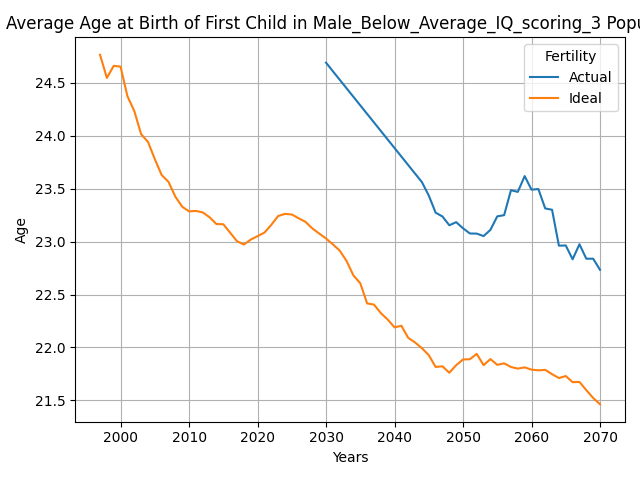 Average Age at Birth of First Child in Male_Below_Average_IQ_scoring_3 Popu
Fertility
Actual
Ideal
24.5
24.0
23.5
23.0
22.5
22.0
21.5
Age
2000 2010 2020 2030 2040 2050 2060 2070
Years